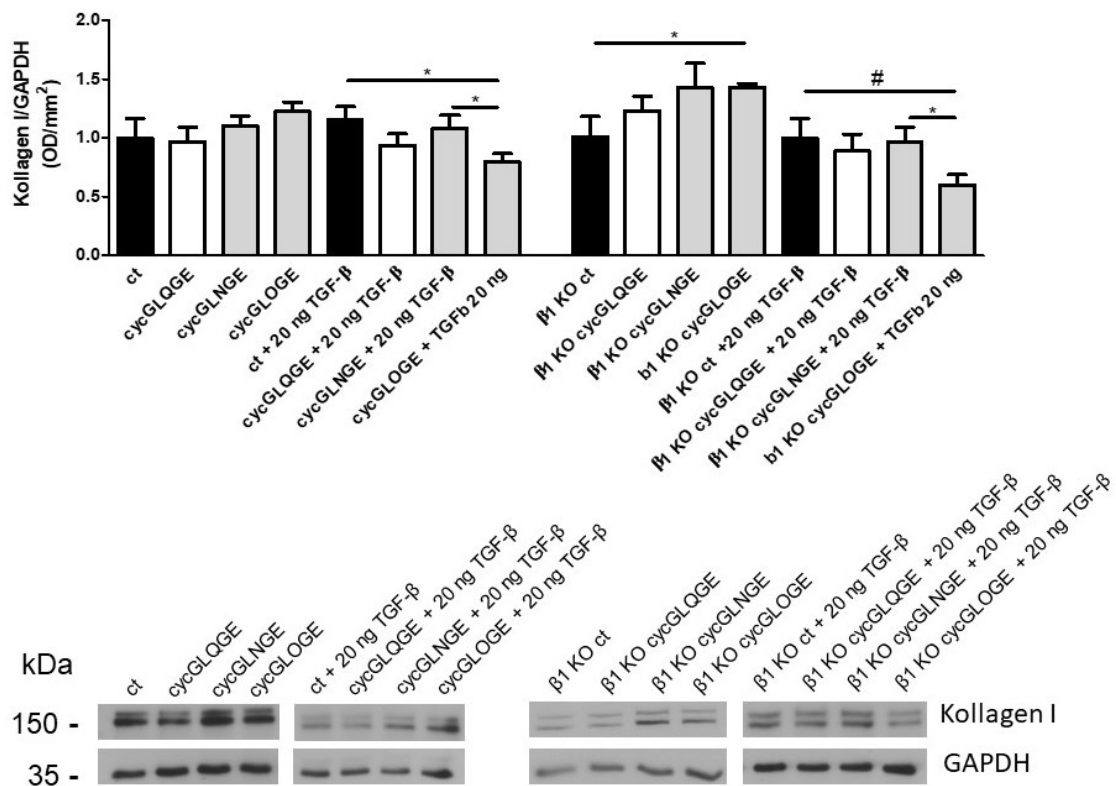 Kollagen I/GAPDH
(OD/mm²)
2.0
1.5
1.0
0.5
0.0
*
*
*
#
*
ct
cycGLQGE
cycGLNGE
cycGLOGE
ct + 20 ng TGF-β
cycGLQGE + 20 ng TGF-β
cycGLNGE + 20 ng TGF-β
cycGLOGE + TGFb 20 ng
β1 KO ct
β1 KO cycGLQGE
β1 KO cycGLNGE
b1 KO cycGLOGE
β1 KO ct +20 ng TGF-β
β1 KO cycGLQGE + 20 ng TGF-β
β1 KO cycGLNGE + 20 ng TGF-β
b1 KO cycGLOGE + TGFb 20 ng
kDa
ct
cycGLQGE
cycGLNGE
cycGLOGE
ct + 20 ng TGF-β
cycGLQGE + 20 ng TGF-β
cycGLNGE + 20 ng TGF-β
cycGLOGE + 20 ng TGF-β
β1 KO ct
β1 KO cycGLQGE
β1 KO cycGLNGE
β1 KO cycGLOGE
β1 KO ct + 20 ng TGF-β
β1 KO cycGLQGE + 20 ng TGF-β
β1 KO cycGLNGE + 20 ng TGF-β
β1 KO cycGLOGE + 20 ng TGF-β
150 -
Kollagen I
35 -
GAPDH